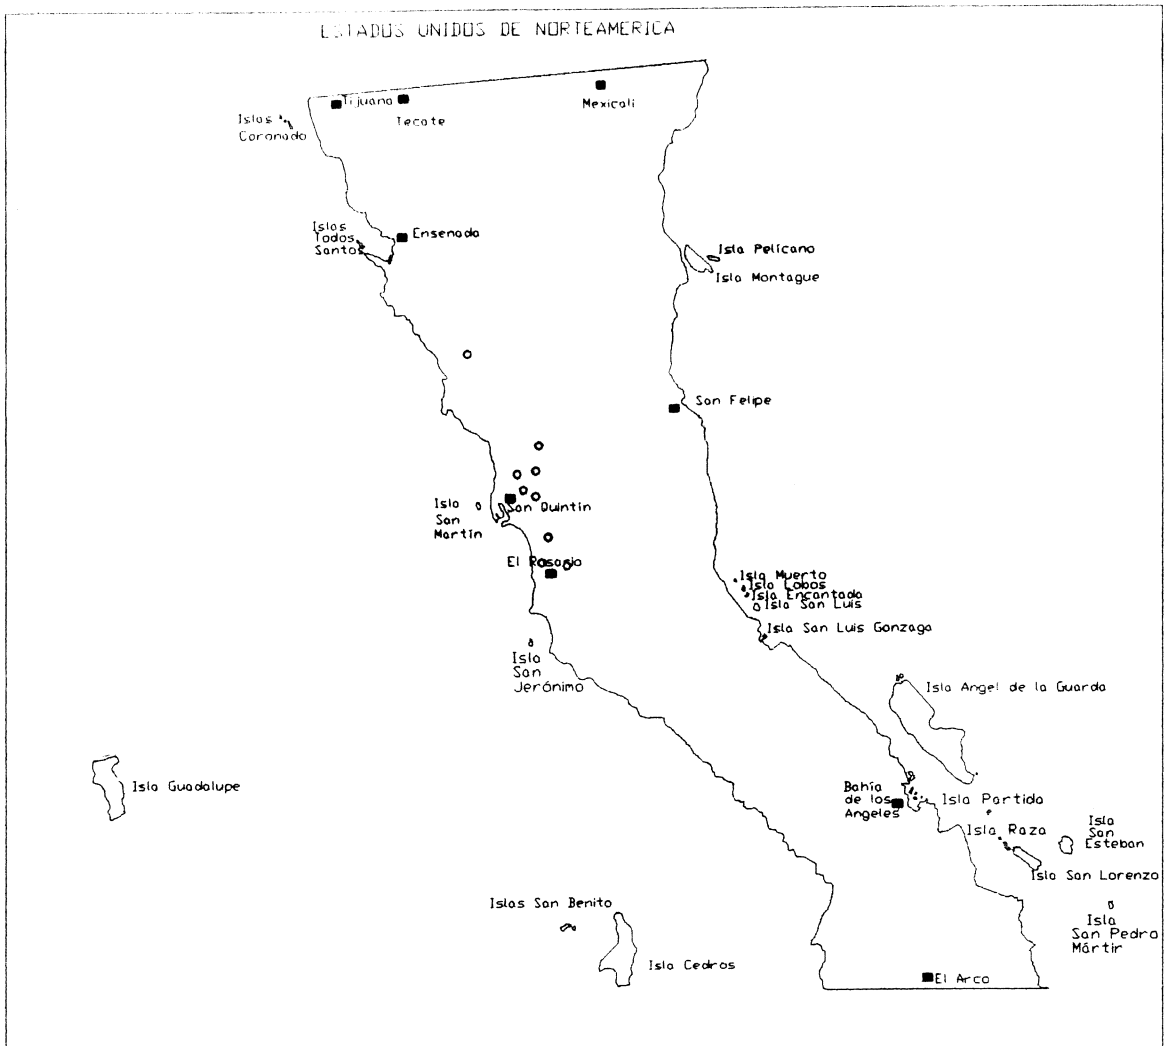 ESTADOS UNIDOS DE NORTEAMERICA
Tijuana
Mexicali
Tecate
Islas
Coronado
Islas
Todos
Santos
Ensenada
Isla Pelícano
Isla Montague
San Felipe
Isla
San
Martín
San Quintín
El Rosario
Isla Muerto
Isla Lobos
Isla Encantada
Isla San Luis
Isla San Luis Gonzaga
Isla
San
Jerónimo
Isla Angel de la Guarda
Isla Guadalupe
Bahía
de los
Angeles
Isla Partida
Isla Raza
Isla
San
Esteban
Isla San Lorenzo
Islas San Benito
Isla
San Pedro
Mártir
Isla Cedros
El Arco